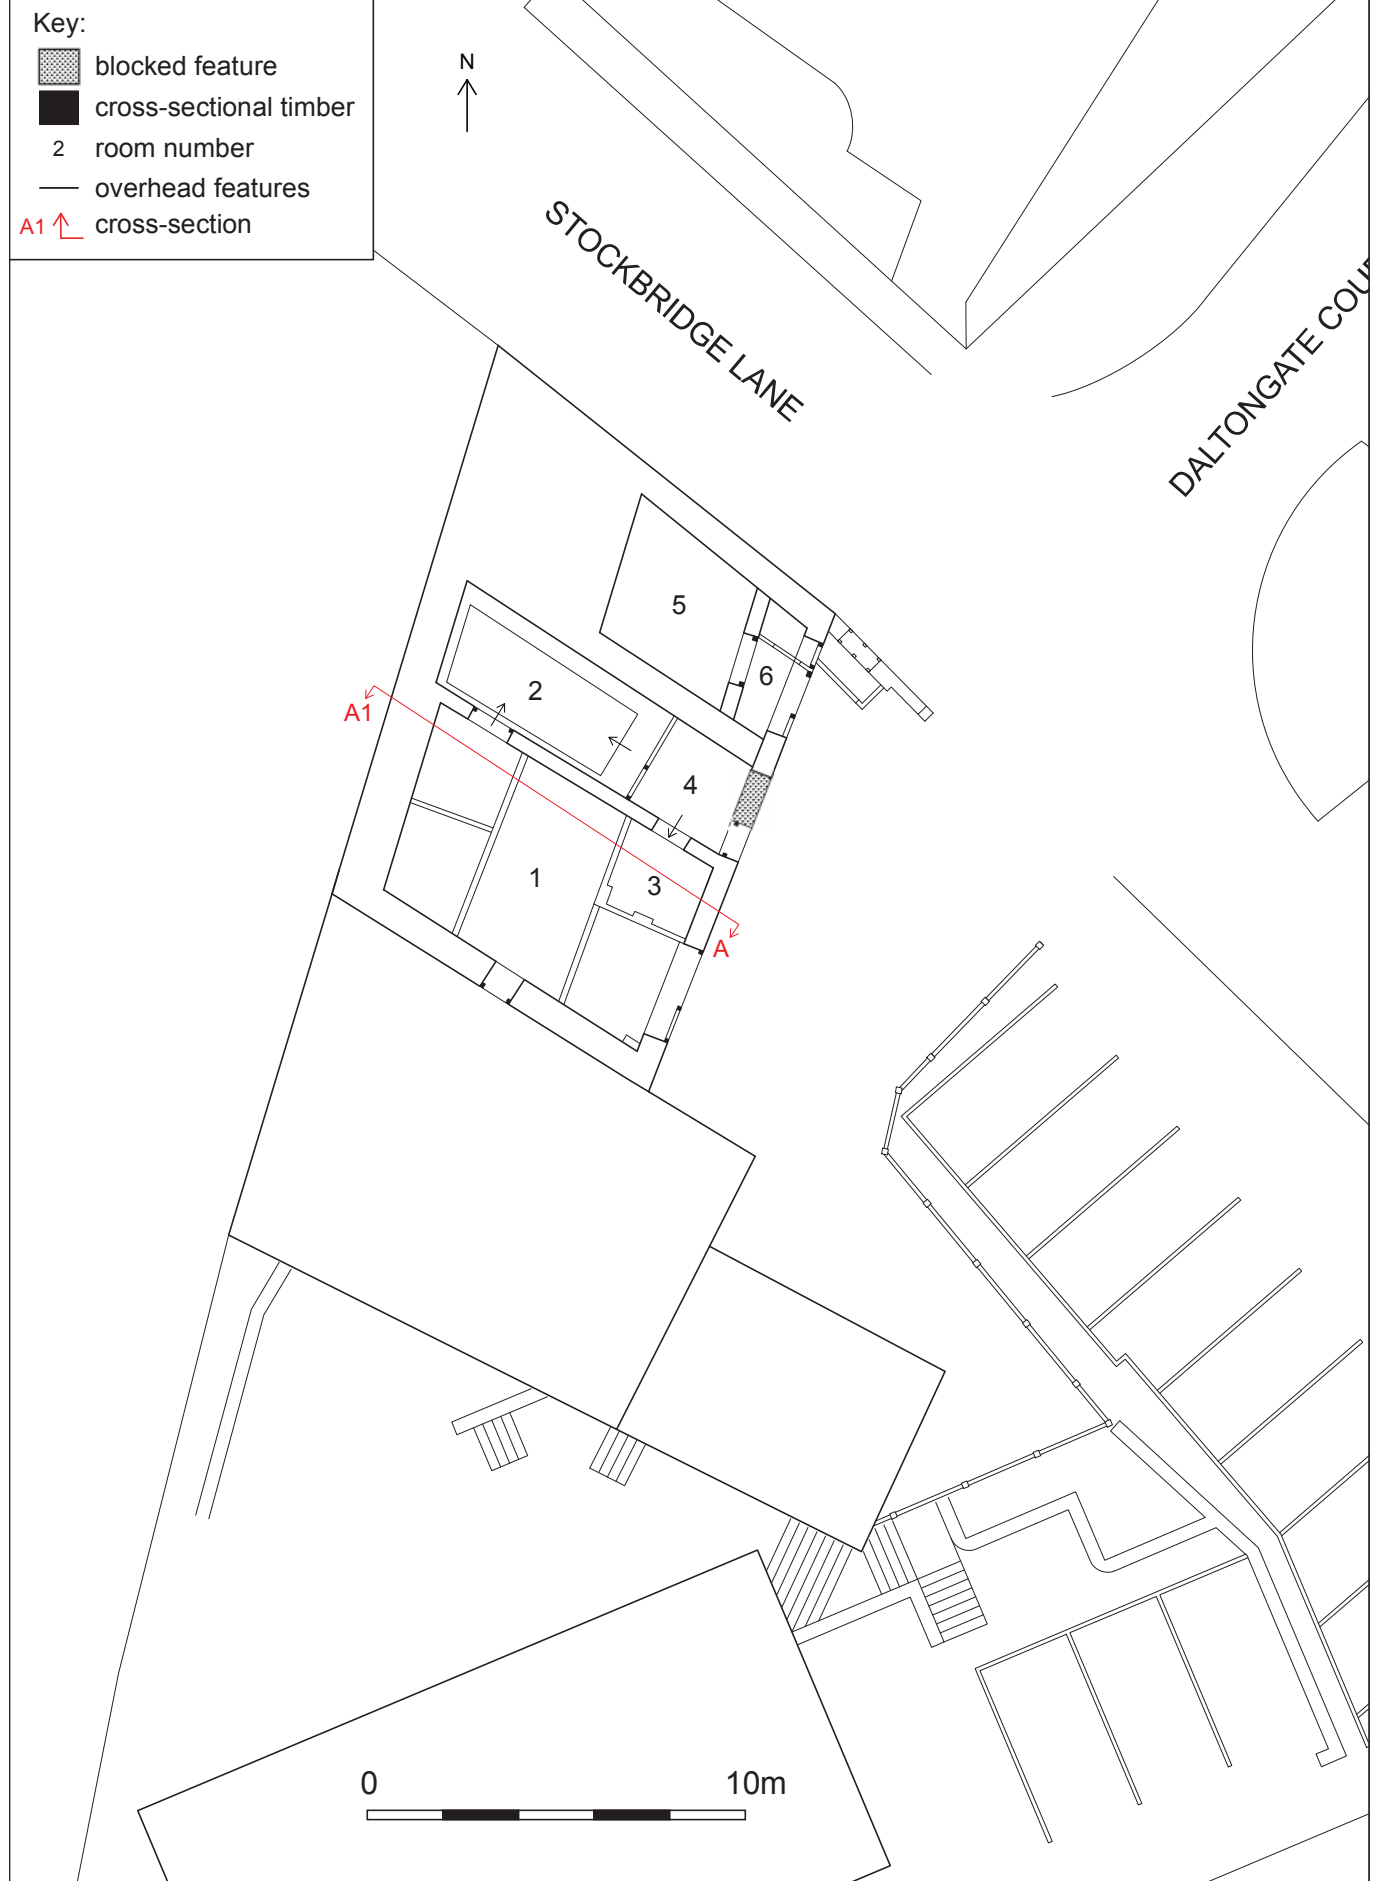 Key:
blocked feature
cross-sectional timber
2 room number
overhead features
A1 cross-section
N
STOCKBRIDGE LANE
DALTONGATE
5
6
2
A1
4
1
3
A
0 10m